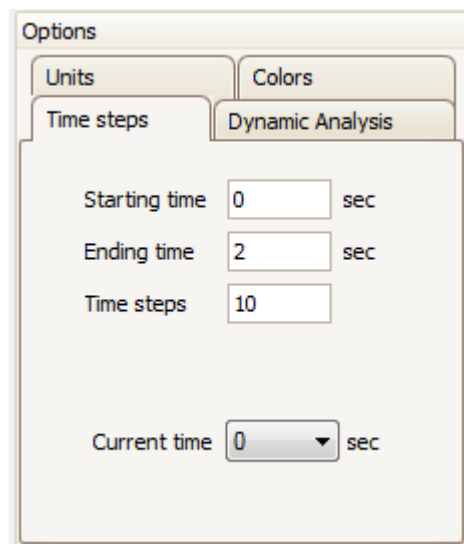 Options
Units Colors
Time steps Dynamic Analysis
Starting time 0 sec
Ending time 2 sec
Time steps 10
Current time 0 sec